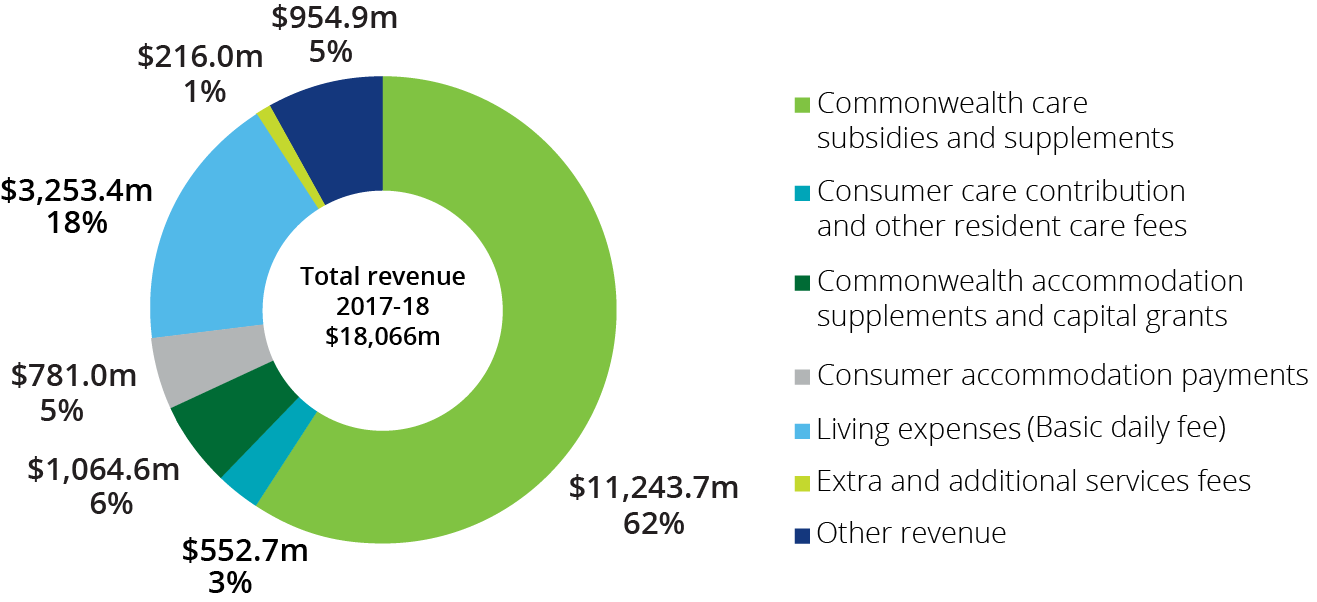 $954.9m
5%
$216.0m
1%
$3,253.4m
18%
$781.0m
5%
$1,064.6m
6%
$552.7m
3%
$11,243.7m
62%
Total revenue
2017-18
$18,066m
Commonwealth care
subsidies and supplements
Consumer care contribution
and other resident care fees
Commonwealth accommodation
supplements and capital grants
Consumer accommodation payments
Living expenses (Basic daily fee)
Extra and additional services fees
Other revenue